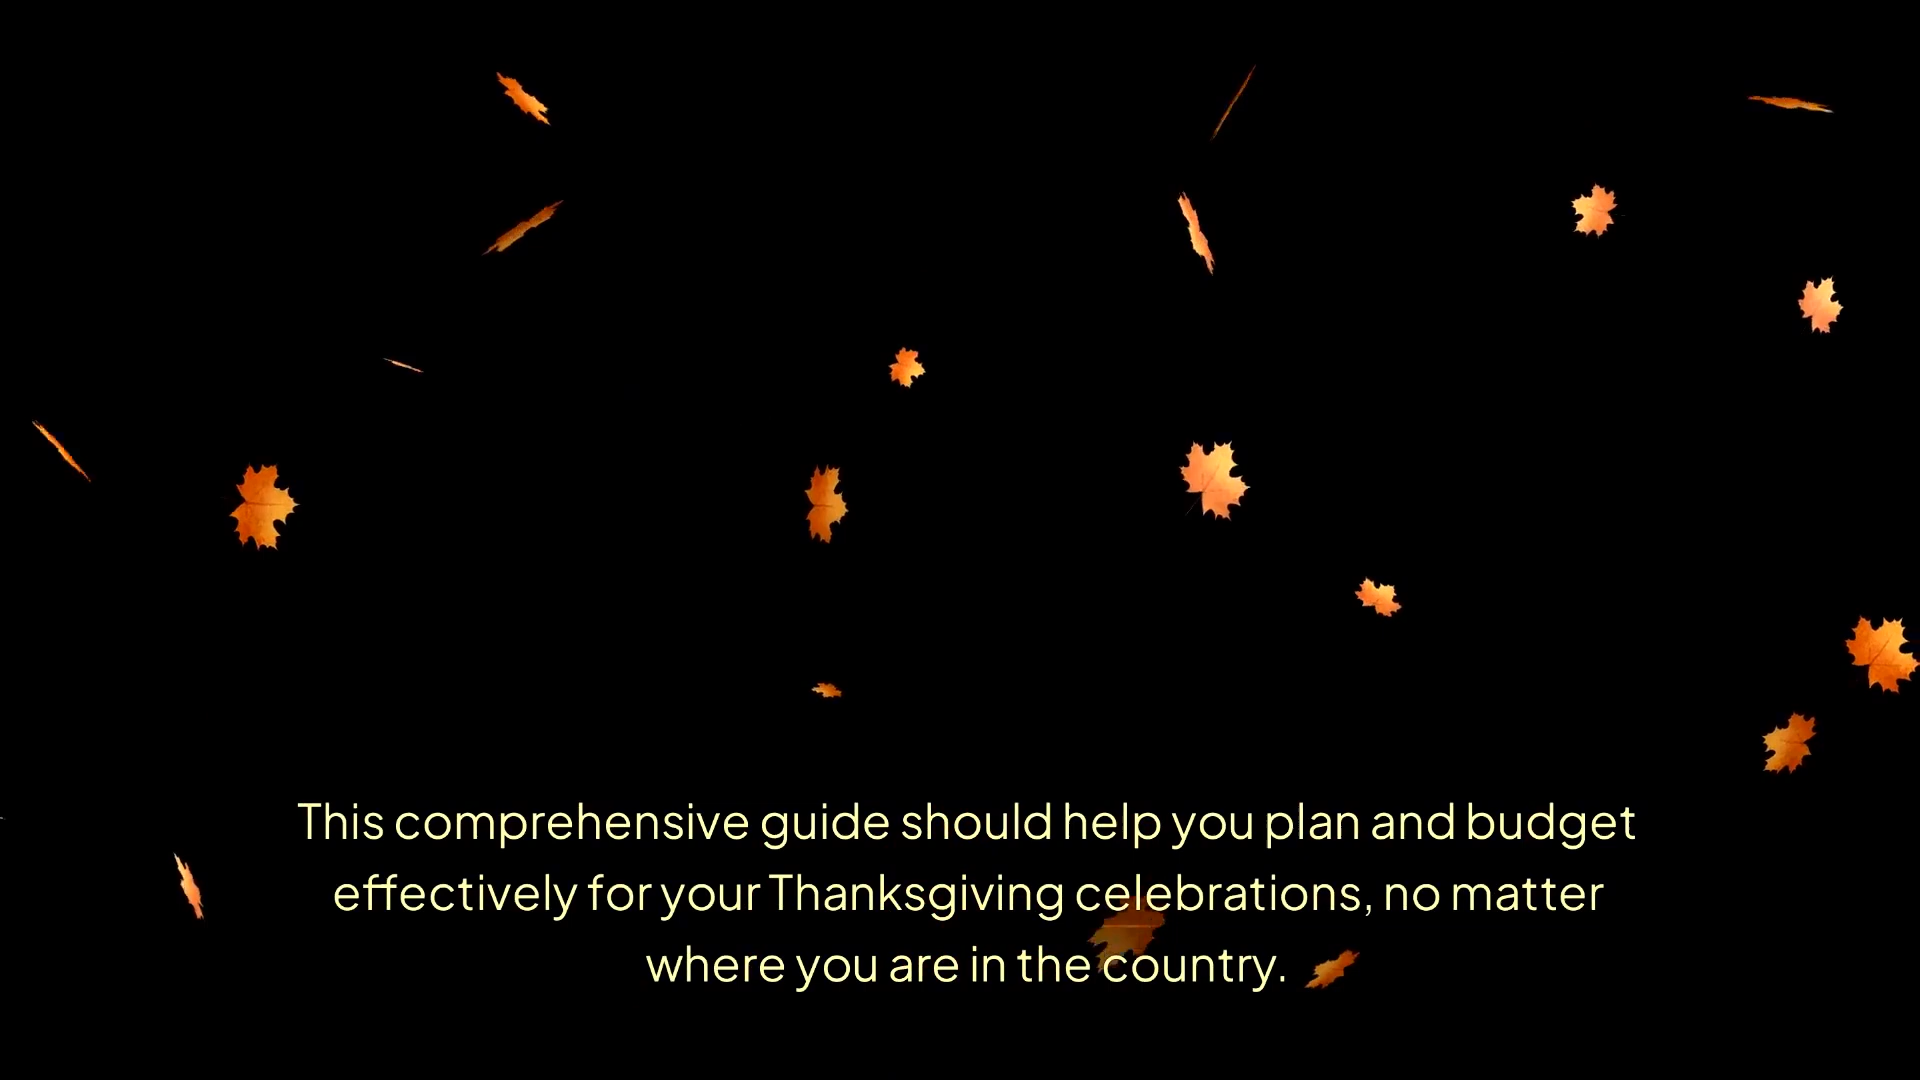 This comprehensive guide should help you plan and budget
effectively for your Thanksgiving celebrations, no matter
where you are in the country.